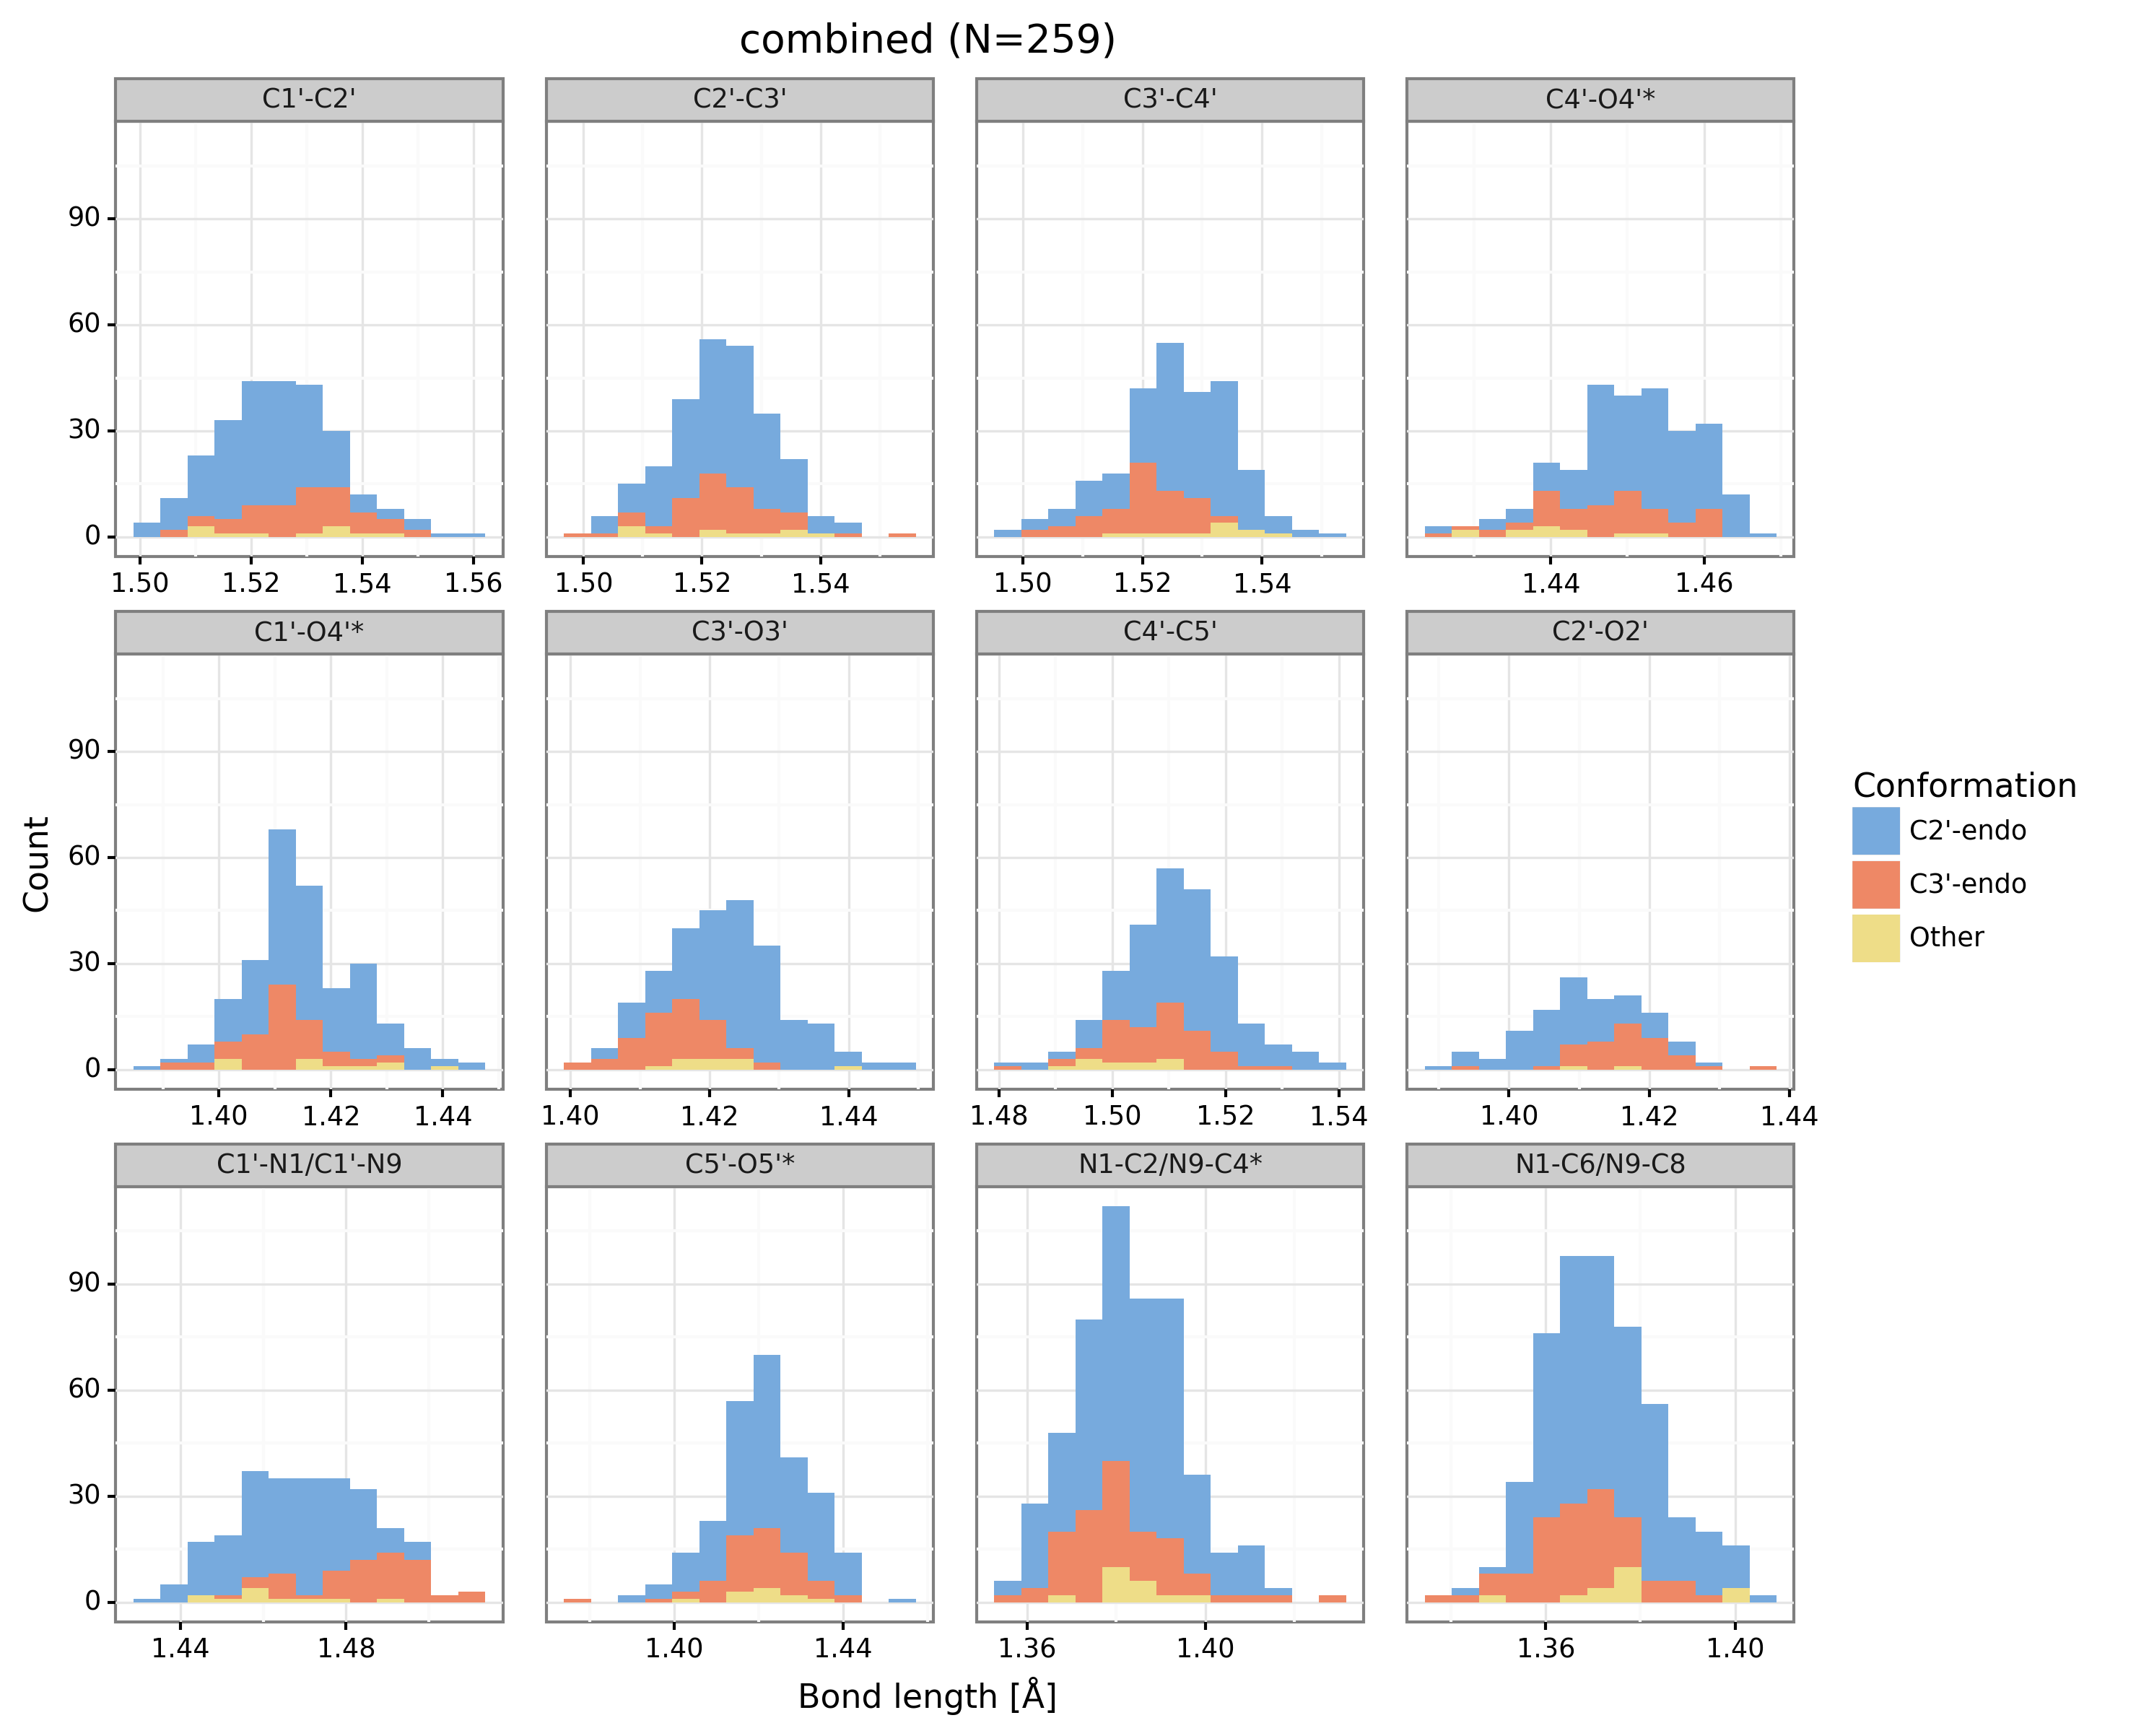 combined (N=259)
C1'-C2' C2'-C3' C3'-C4' C4'-O4'*
90
60
30
0
1.50 1.52 1.54 1.56 1.50 1.52 1.54 1.50 1.52 1.54 1.44 1.46
C1'-O4'* C3'-O3' C4'-C5' C2'-O2'
90
60
30
0
1.40 1.42 1.44 1.40 1.42 1.44 1.48 1.50 1.52 1.54 1.40 1.42 1.44
C1'-N1/C1'-N9 C5'-O5'* N1-C2/N9-C4* N1-C6/N9-C8
90
60
30
0
1.44 1.48 1.40 1.44 1.36 1.40 1.36 1.40
Count
Bond length [Å]
Conformation
C2'-endo
C3'-endo
Other